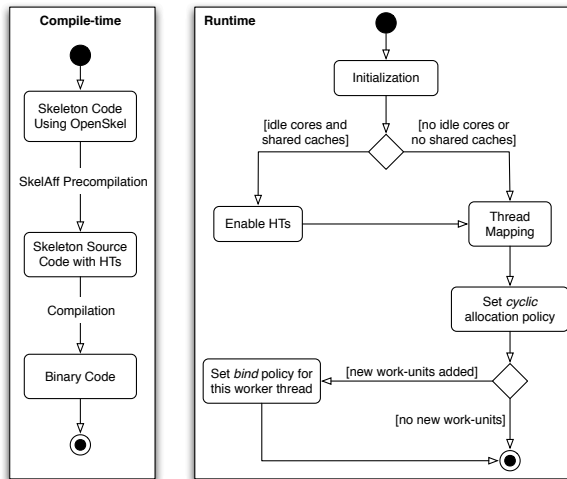 Compile-time
Skeleton Code
Using OpenSkel
SkelAff Precompilation
Skeleton Source
Code with HTs
Compilation
Binary Code
Runtime
Initialization
[idle cores and
shared caches]
[no idle cores or
no shared caches]
Enable HTs
Thread
Mapping
Set cyclic
allocation policy
[new work-units added]
Set bind policy for
this worker thread
[no new work-units]